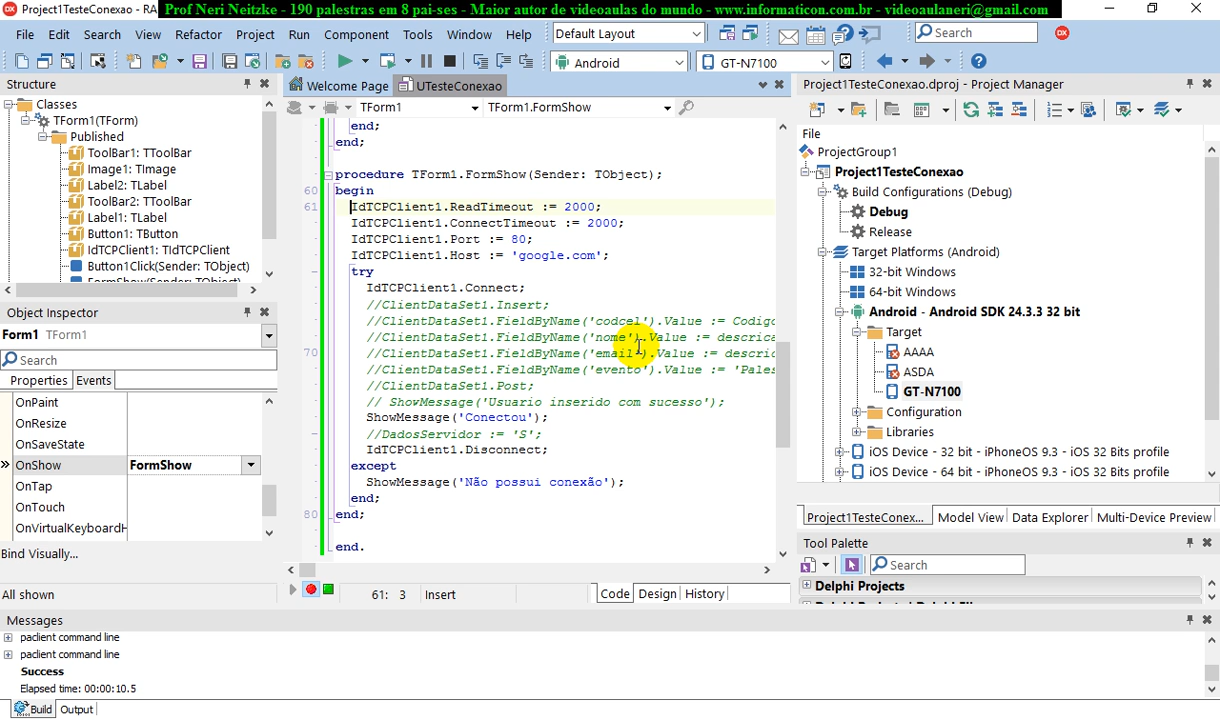 Project1TesteConexao - RA
Prof Neri Neitzke - 190 palestras em 8 pai-ses - Maior autor de videoaulas do mundo - www.informaticon.com.br - videoaulaneri@gmail.com
File Edit Search View Refactor Project Run Component Tools Window Help
Default Layout
Search
DX
Android
GT-N7100
Structure
Classes
TForm1(TForm)
Published
ToolBar1: TToolBar
Image1: TImage
Label2: TLabel
ToolBar2: TToolBar
Label1: TLabel
Button1: TButton
IdTCPClient1: TIdTCPClient
Button1Click(Sender: TObject)
FormShow(Sender: TObject)
Object Inspector
Form1 TForm1
Search
Properties Events
OnPaint
OnResize
OnSaveState
OnShow FormShow
OnTap
OnTouch
OnVirtualKeyboardH
Bind Visually...
All shown
Welcome Page UTesteConexao
TForm1 TForm1.FormShow
end;
end;
procedure TForm1.FormShow(Sender: TObject);
60 begin
61 IdTCPClient1.ReadTimeout := 2000;
IdTCPClient1.ConnectTimeout := 2000;
IdTCPClient1.Port := 80;
IdTCPClient1.Host := 'google.com';
try
IdTCPClient1.Connect;
//ClientDataSet1.Insert;
//ClientDataSet1.FieldByName('codcel').Value := Codigo
//ClientDataSet1.FieldByName('nome').Value := descrica
70 //ClientDataSet1.FieldByName('email').Value := descric
//ClientDataSet1.FieldByName('evento').Value := 'Pales
//ClientDataSet1.Post;
// ShowMessage('Usuario inserido com sucesso');
ShowMessage('Conectou');
//DadosServidor := 'S';
IdTCPClient1.Disconnect;
except
ShowMessage('Não possui conexão');
end;
80 end;
end.
61: 3 Insert
Code Design History
Project1TesteConexao.dproj - Project Manager
File
ProjectGroup1
Project1TesteConexao
Build Configurations (Debug)
Debug
Release
Target Platforms (Android)
32-bit Windows
64-bit Windows
Android - Android SDK 24.3.3 32 bit
Target
AAAA
ASDA
GT-N7100
Configuration
Libraries
iOS Device - 32 bit - iPhoneOS 9.3 - iOS 32 Bits profile
iOS Device - 64 bit - iPhoneOS 9.3 - iOS 32 Bits profile
Project1TesteConex... Model View Data Explorer Multi-Device Preview
Tool Palette
Search
Delphi Projects
Messages
paclient command line
paclient command line
Success
Elapsed time: 00:00:10.5
Build Output